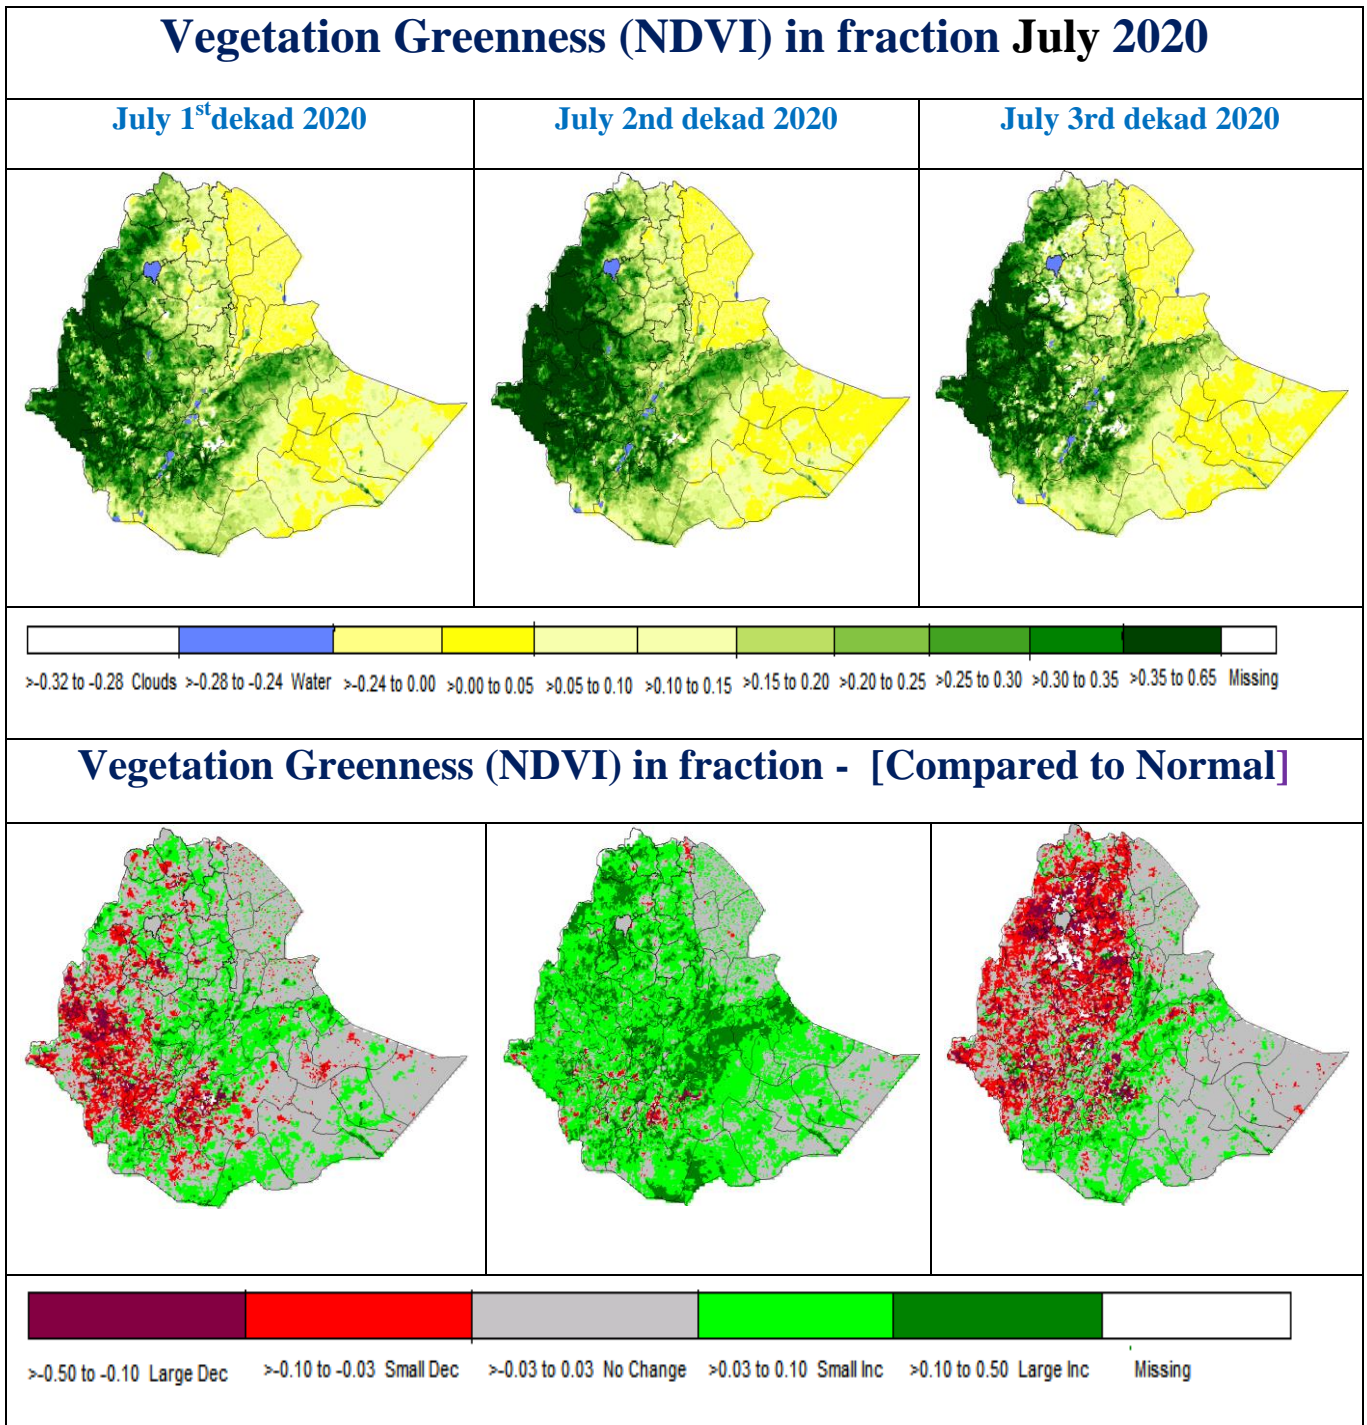 Vegetation Greenness (NDVI) in fraction July 2020
July 1st dekad 2020
July 2nd dekad 2020
July 3rd dekad 2020
>-0.32 to -0.28 Clouds >-0.28 to -0.24 Water >-0.24 to 0.00 >0.00 to 0.05 >0.05 to 0.10 >0.10 to 0.15 >0.15 to 0.20 >0.20 to 0.25 >0.25 to 0.30 >0.30 to 0.35 >0.35 to 0.65 Missing
Vegetation Greenness (NDVI) in fraction - [Compared to Normal]
>-0.50 to -0.10 Large Dec >-0.10 to -0.03 Small Dec >-0.03 to 0.03 No Change >0.03 to 0.10 Small Inc >0.10 to 0.50 Large Inc Missing